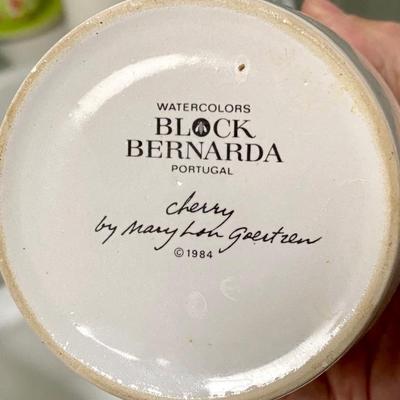 WATERCOLORS
BLOCK
BERNARDA
PORTUGAL
cherry
by Mary Lou Goertzen
© 1984